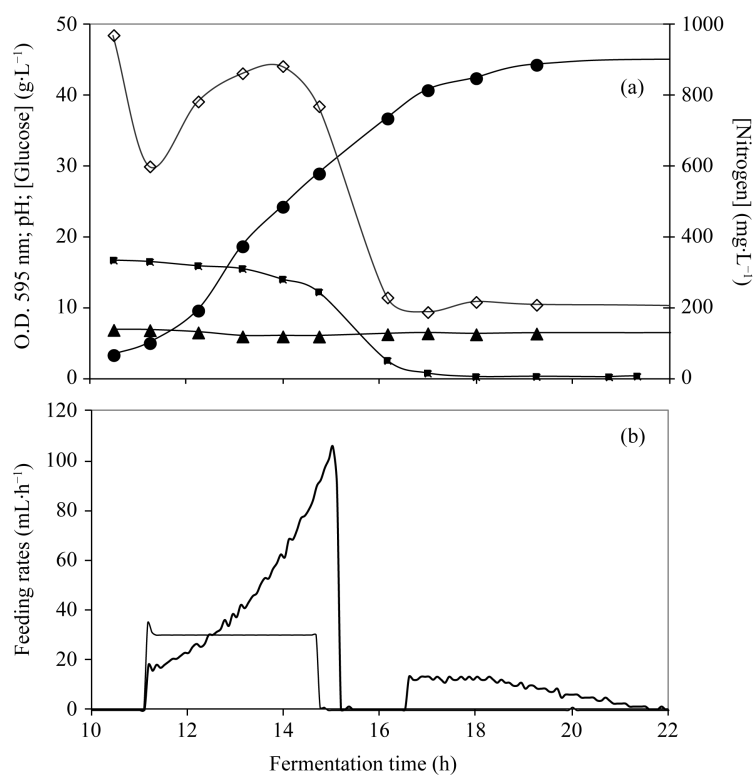 O.D. 595 nm; pH; [Glucose] (g·L⁻¹)
50
40
30
20
10
0
(a)
1000
800
600
400
200
0
[Nitrogen] (mg·L⁻¹)
Feeding rates (mL·h⁻¹)
120
100
80
60
40
20
0
(b)
10 12 14 16 18 20 22
Fermentation time (h)